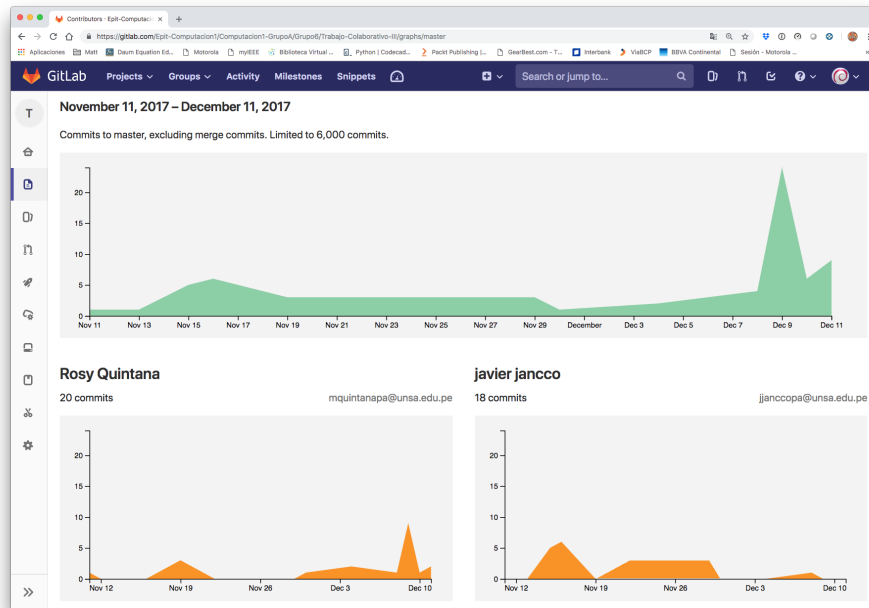 Contributors · Epit-Computaci
https://gitlab.com/Epit-Computacion1/Computacion1-GrupoA/Grupo6/Trabajo-Colaborativo-III/graphs/master
Aplicaciones Matt Daum Equation Ed... Motorola myIEEE Biblioteca Virtual ... Python | Codecad... Packt Publishing |... GearBest.com - T... Interbank ViaBCP BBVA Continental Sesión - Motorola ...
GitLab Projects Groups Activity Milestones Snippets Search or jump to...
T
November 11, 2017 – December 11, 2017
Commits to master, excluding merge commits. Limited to 6,000 commits.
20
15
10
5
0
Nov 11 Nov 13 Nov 15 Nov 17 Nov 19 Nov 21 Nov 23 Nov 25 Nov 27 Nov 29 December Dec 3 Dec 5 Dec 7 Dec 9 Dec 11
Rosy Quintana
20 commits mquintanapa@unsa.edu.pe
20
15
10
5
0
Nov 12 Nov 19 Nov 26 Dec 3 Dec 10
javier jancco
18 commits jjanccopa@unsa.edu.pe
20
15
10
5
0
Nov 12 Nov 19 Nov 26 Dec 3 Dec 10